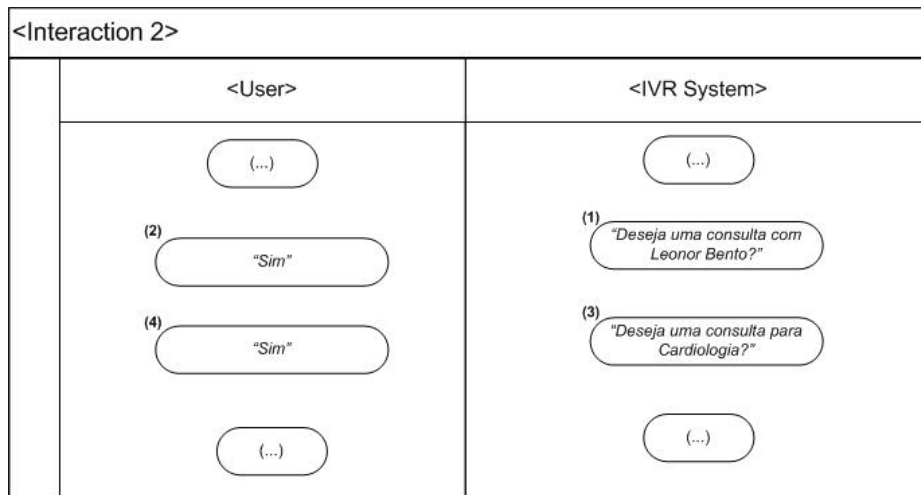 <Interaction 2>
<User>
<IVR System>
(...)
(...)
(1)
“Deseja uma consulta com
Leonor Bento?”
(2)
“Sim”
(3)
“Deseja uma consulta para
Cardiologia?”
(4)
“Sim”
(...)
(...)